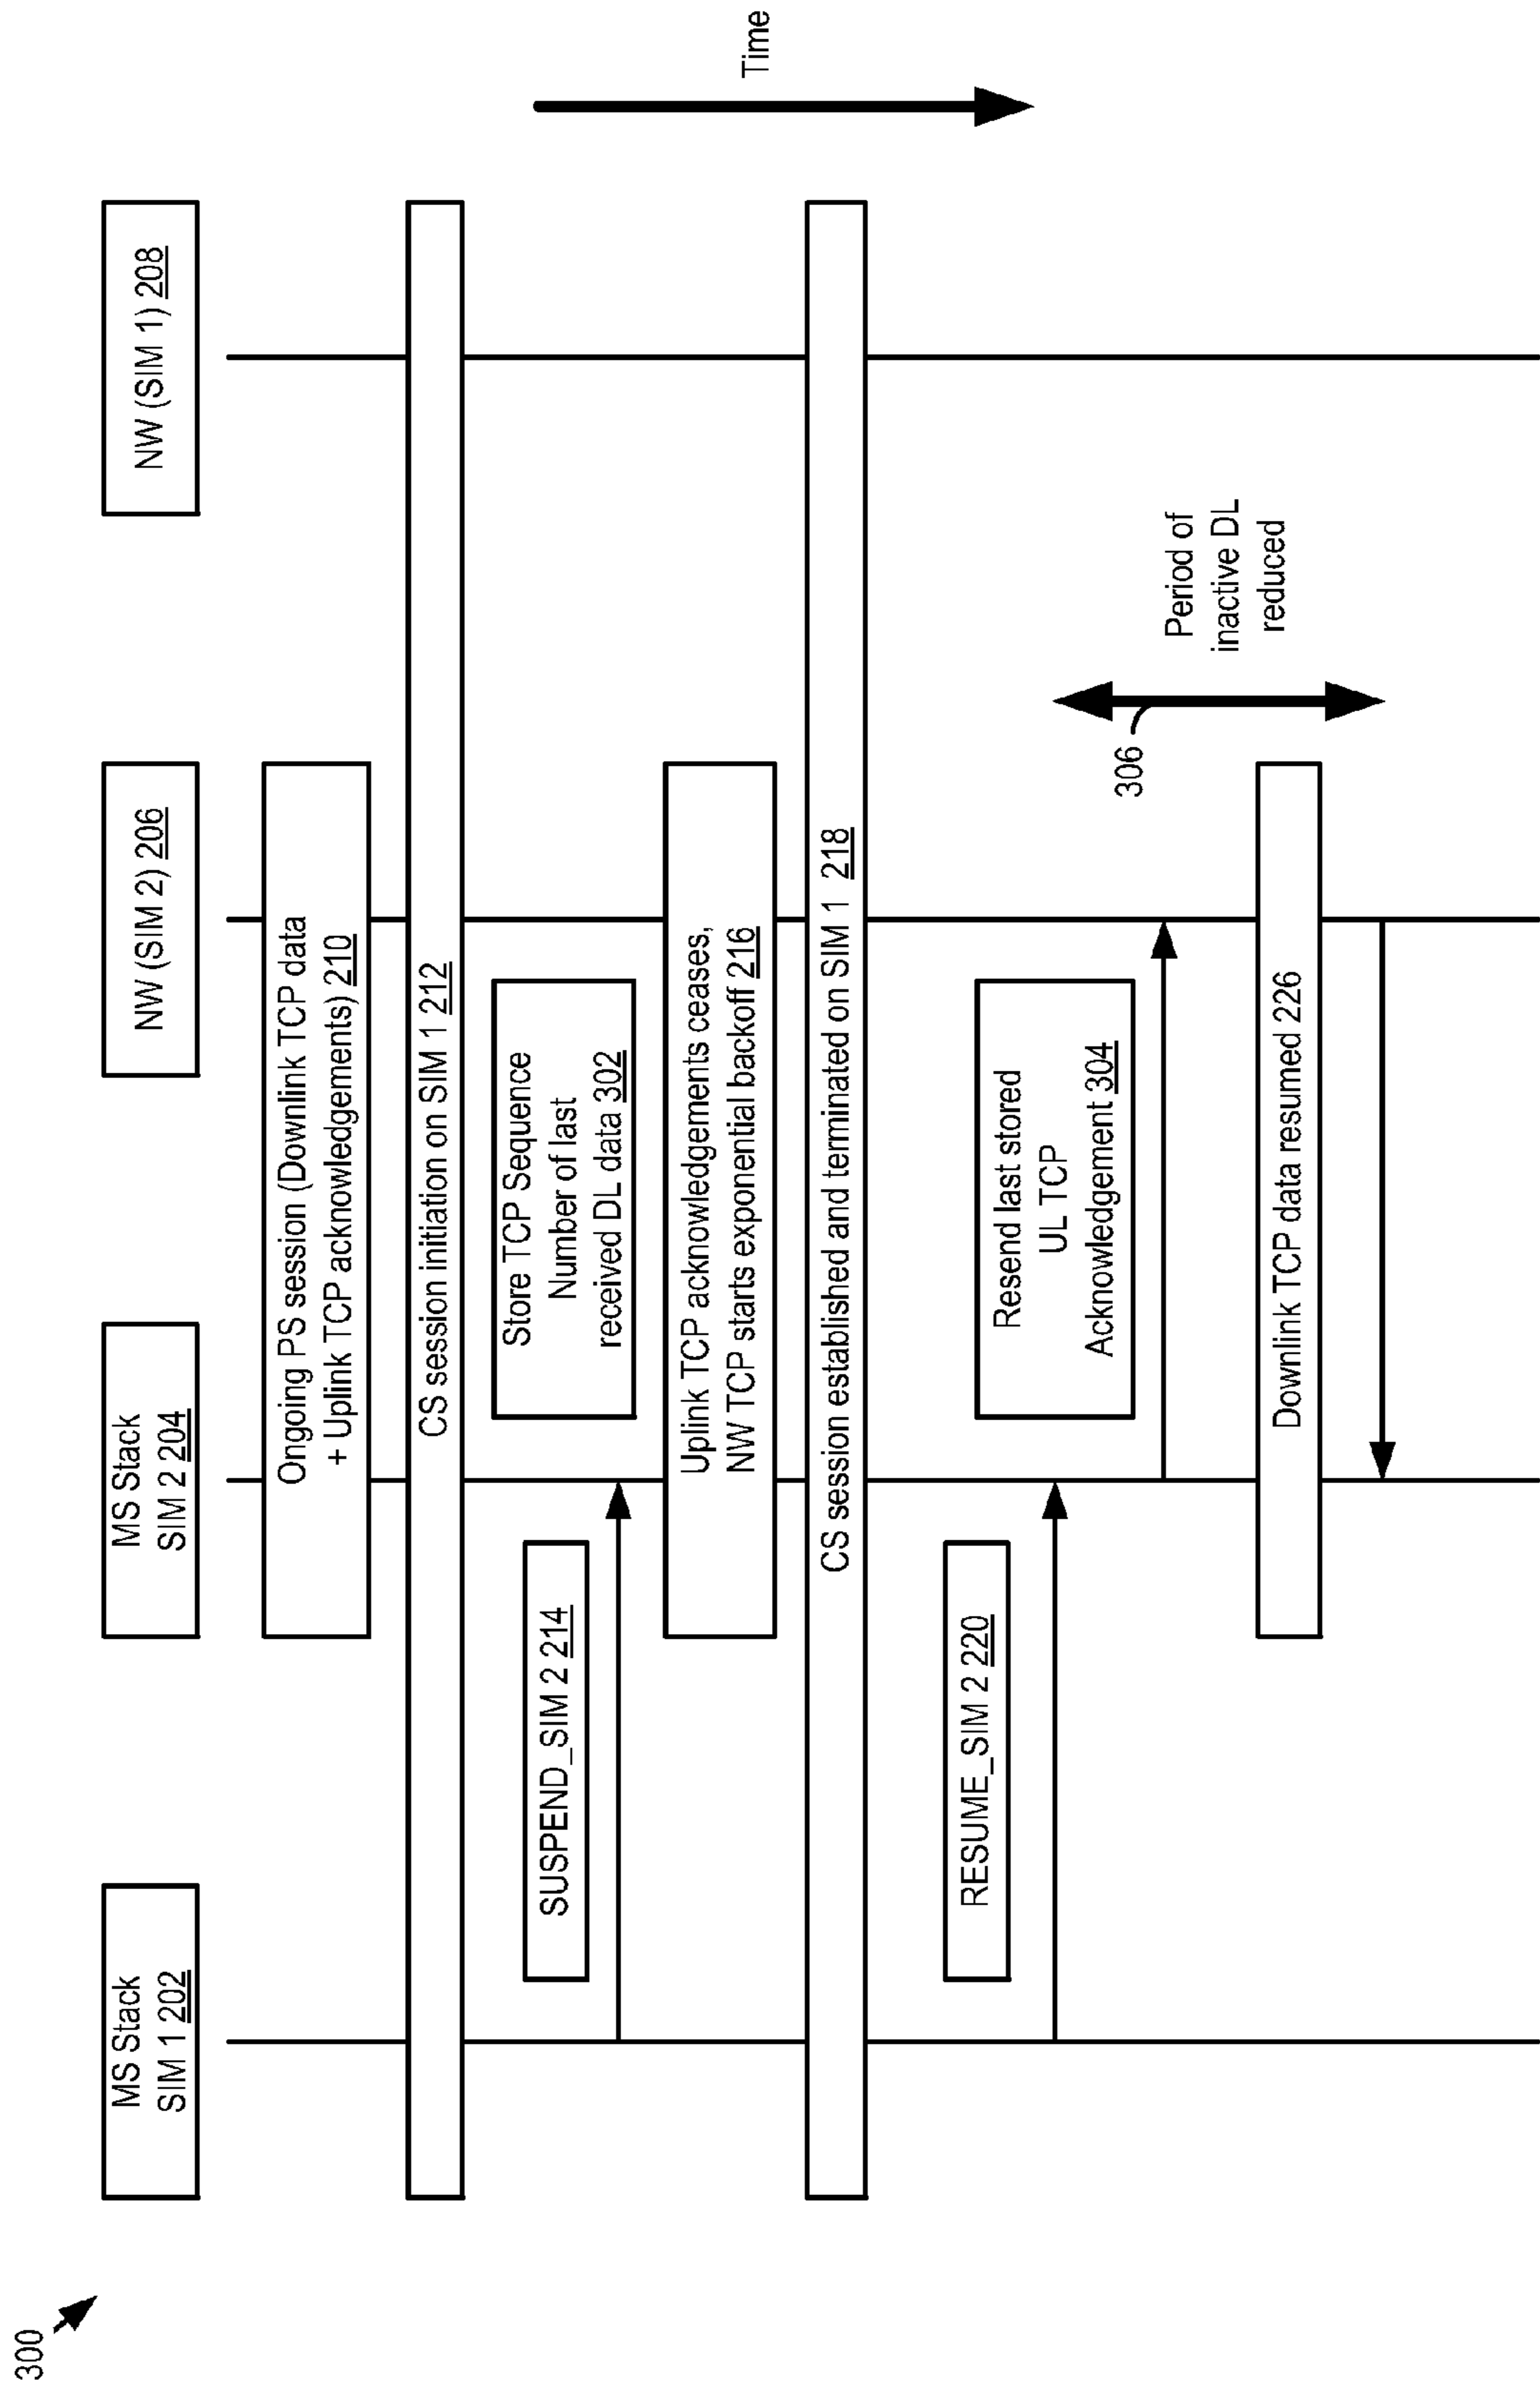 300
MS Stack
SIM 1 202
MS Stack
SIM 2 204
NW (SIM 2) 206
NW (SIM 1) 208
Ongoing PS session (Downlink TCP data
+ Uplink TCP acknowledgements) 210
CS session initiation on SIM 1 212
SUSPEND_SIM 2 214
Store TCP Sequence
Number of last
received DL data 302
Time
Uplink TCP acknowledgements ceases,
NW TCP starts exponential backoff 216
CS session established and terminated on SIM 1 218
RESUME_SIM 2 220
Resend last stored
UL TCP
Acknowledgement 304
306
Period of
inactive DL
reduced
Downlink TCP data resumed 226